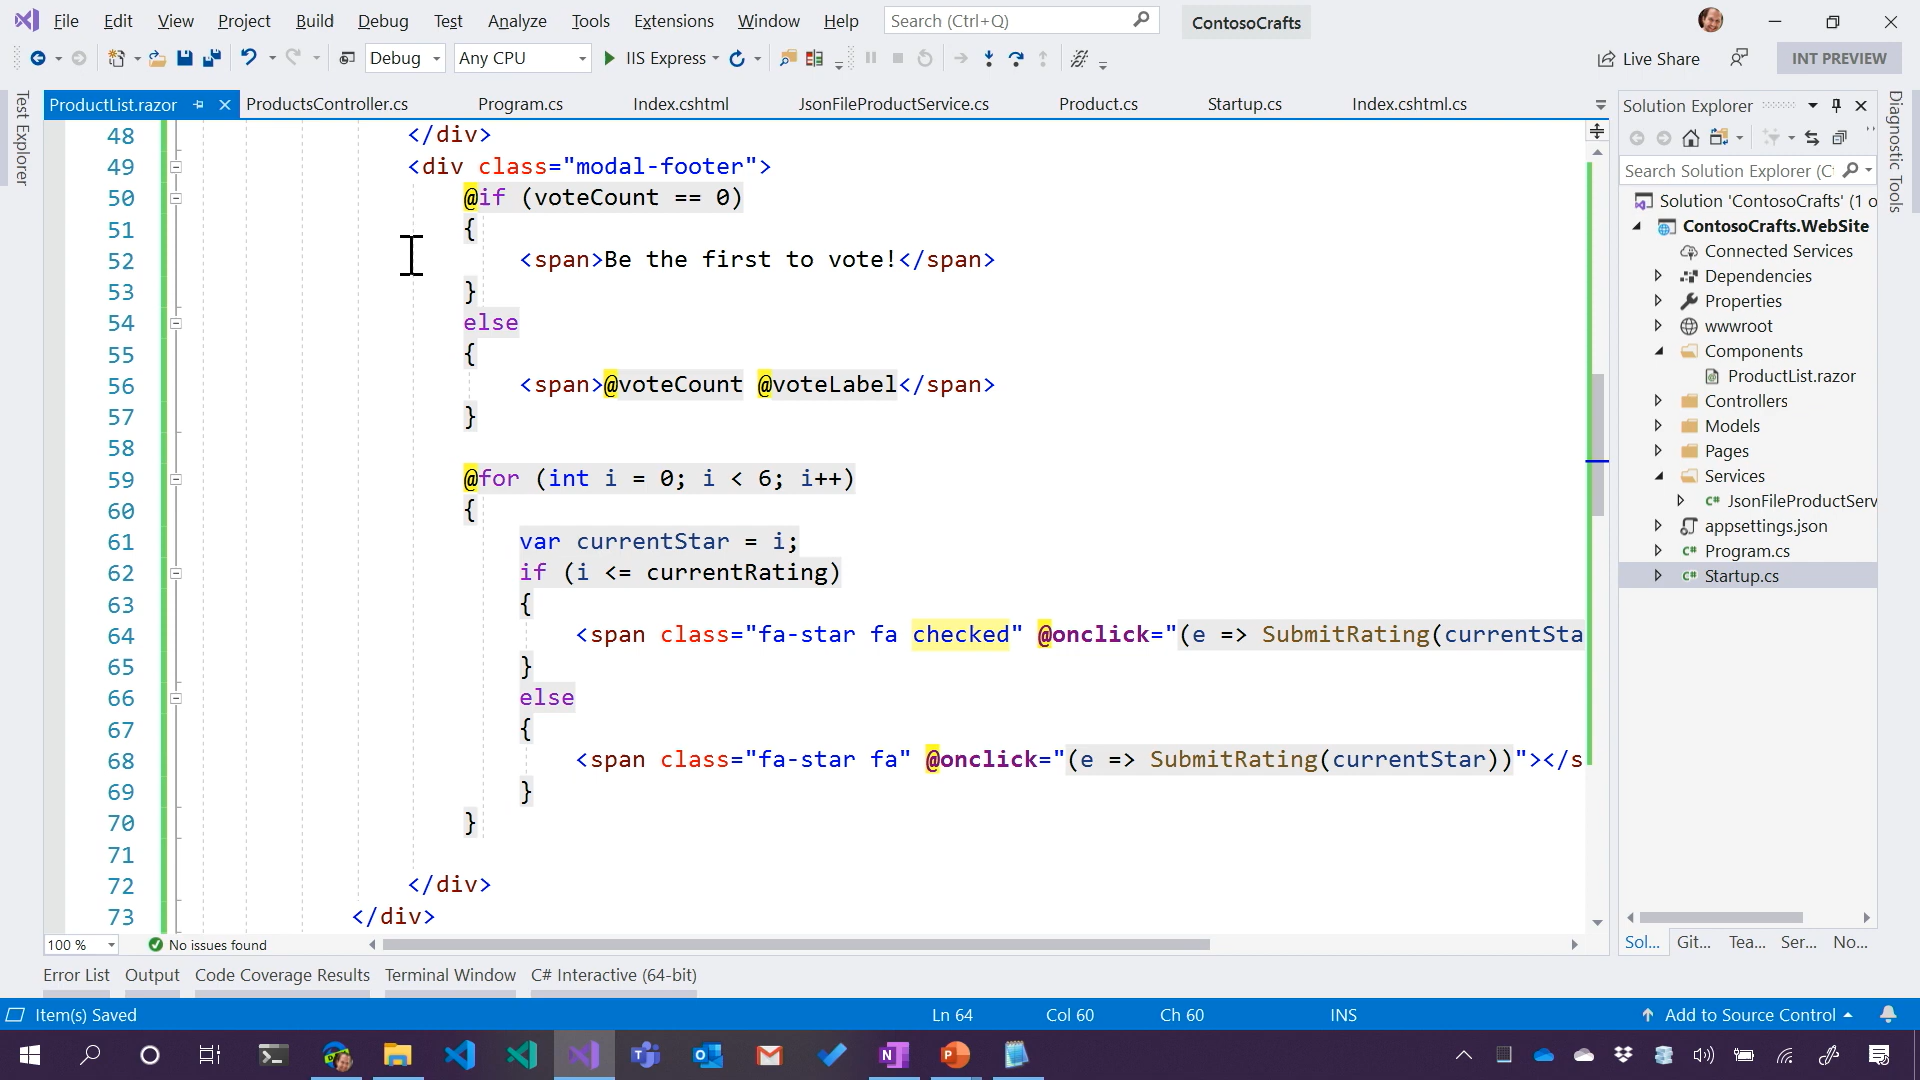 File Edit View Project Build Debug Test Analyze Tools Extensions Window Help Search (Ctrl+Q) ContosoCrafts
Debug Any CPU IIS Express Live Share INT PREVIEW
Test Explorer
ProductList.razor ProductsController.cs Program.cs Index.cshtml JsonFileProductService.cs Product.cs Startup.cs Index.cshtml.cs
48 </div>
49 <div class="modal-footer">
50 @if (voteCount == 0)
51 {
52 <span>Be the first to vote!</span>
53 }
54 else
55 {
56 <span>@voteCount @voteLabel</span>
57 }
58
59 @for (int i = 0; i < 6; i++)
60 {
61 var currentStar = i;
62 if (i <= currentRating)
63 {
64 <span class="fa-star fa checked" @onclick="(e => SubmitRating(currentSta
65 }
66 else
67 {
68 <span class="fa-star fa" @onclick="(e => SubmitRating(currentStar))"></s
69 }
70 }
71
72 </div>
73 </div>
100 % No issues found
Solution Explorer
Search Solution Explorer (Ct
Solution 'ContosoCrafts' (1 o
ContosoCrafts.WebSite
Connected Services
Dependencies
Properties
wwwroot
Components
ProductList.razor
Controllers
Models
Pages
Services
C# JsonFileProductServ
appsettings.json
C# Program.cs
C# Startup.cs
Sol... Git... Tea... Ser... No...
Diagnostic Tools
Error List Output Code Coverage Results Terminal Window C# Interactive (64-bit)
Item(s) Saved Ln 64 Col 60 Ch 60 INS Add to Source Control